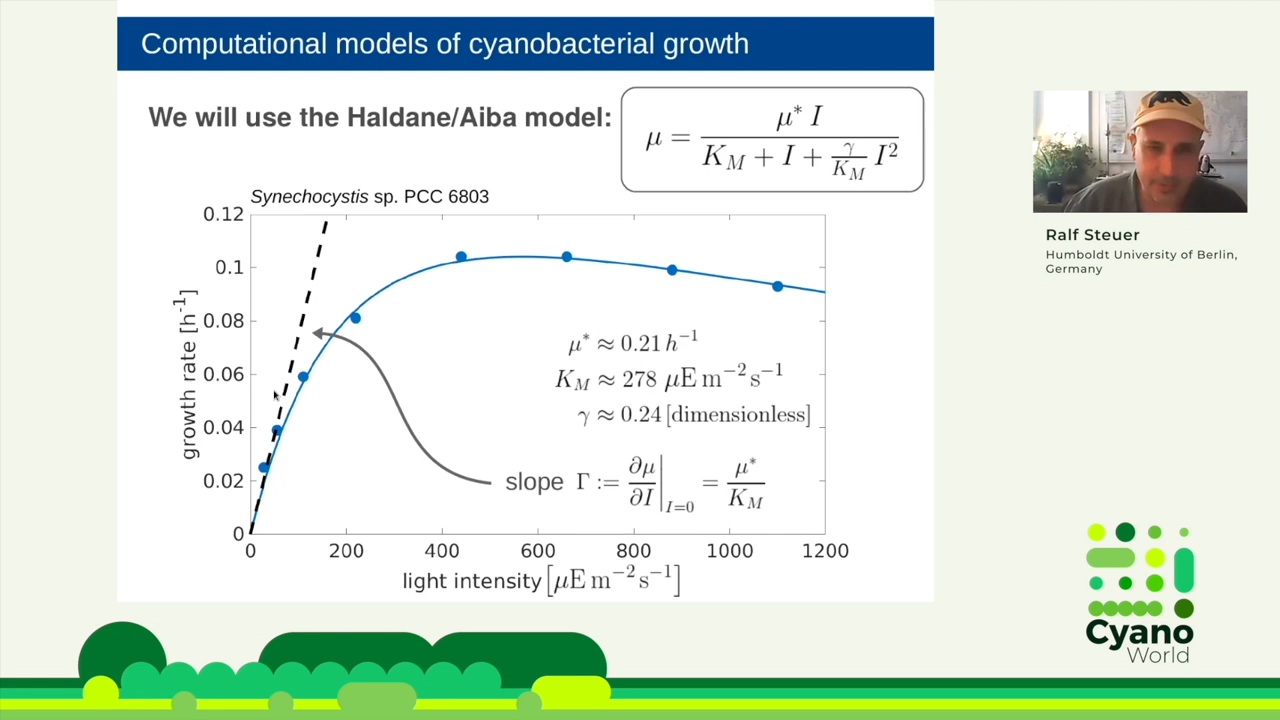 Computational models of cyanobacterial growth
We will use the Haldane/Aiba model:
μ = μ* I / (K_M + I + γ/K_M I²)
Synechocystis sp. PCC 6803
0.12
0.1
0.08
0.06
0.04
0.02
0
growth rate [h⁻¹]
μ* ≈ 0.21 h⁻¹
K_M ≈ 278 μE m⁻² s⁻¹
γ ≈ 0.24 [dimensionless]
slope Γ := ∂μ/∂I |_{I=0} = μ*/K_M
0 200 400 600 800 1000 1200
light intensity [μE m⁻² s⁻¹]
Ralf Steuer
Humboldt University of Berlin,
Germany
Cyano
World